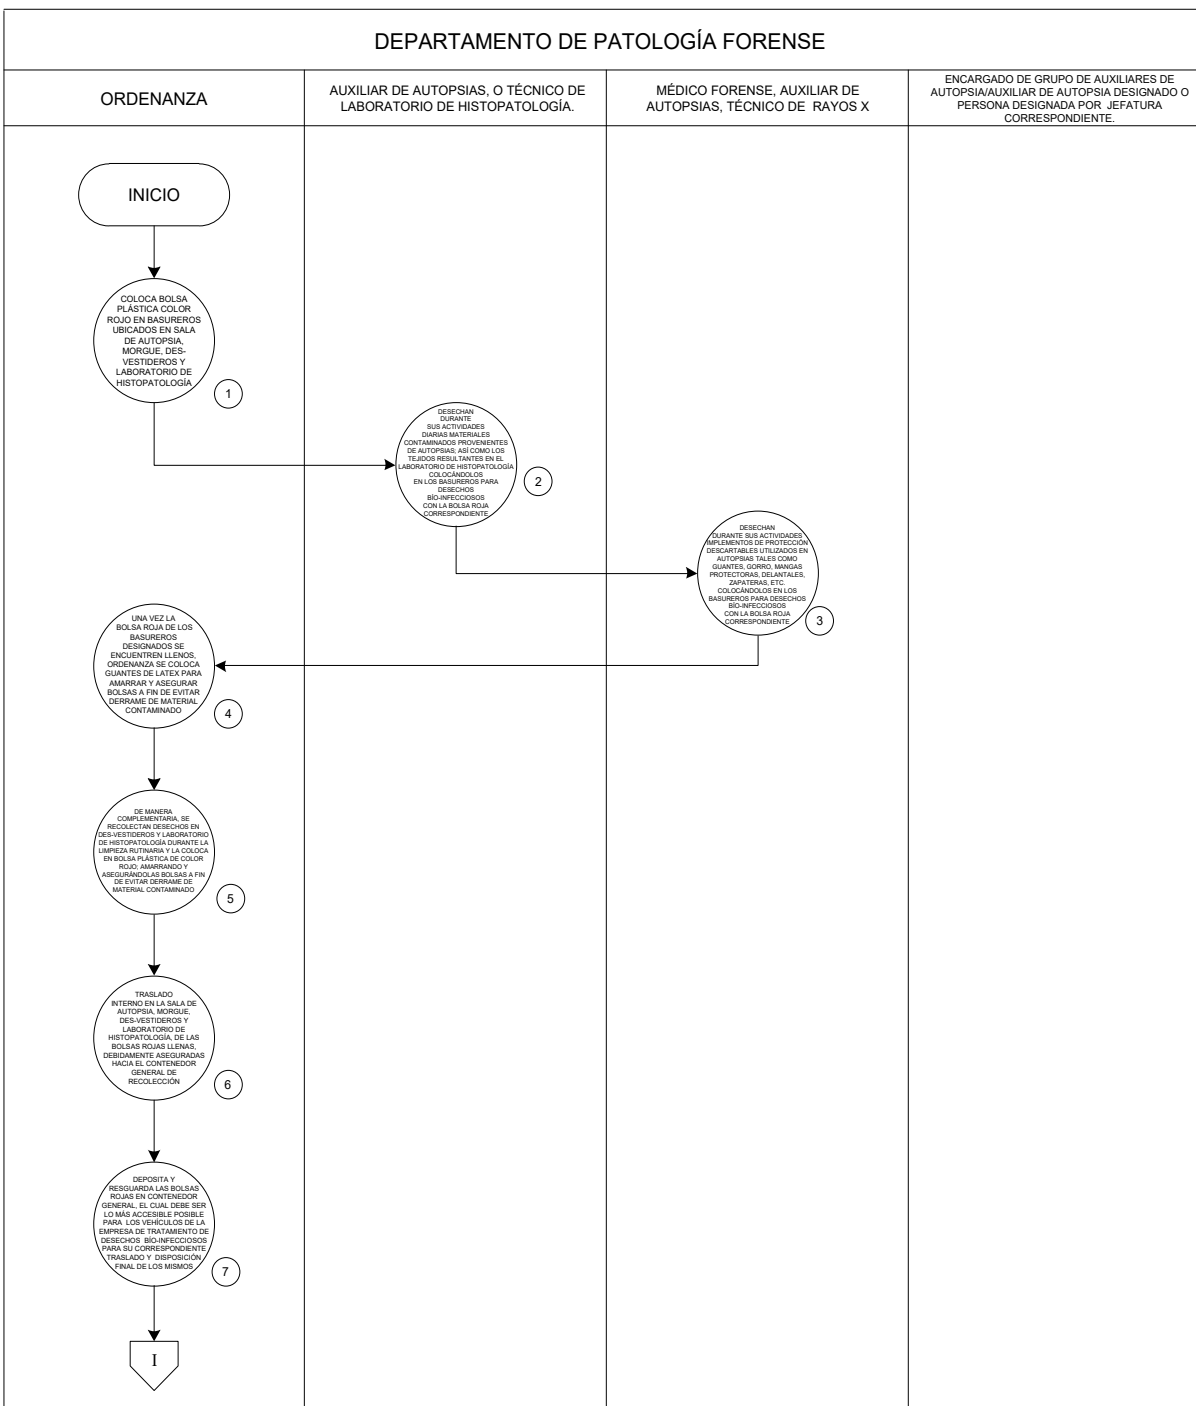 DEPARTAMENTO DE PATOLOGÍA FORENSE
ORDENANZA
AUXILIAR DE AUTOPSIAS, O TÉCNICO DE
LABORATORIO DE HISTOPATOLOGÍA.
MÉDICO FORENSE, AUXILIAR DE
AUTOPSIAS, TÉCNICO DE RAYOS X
ENCARGADO DE GRUPO DE AUXILIARES DE
AUTOPSIA/AUXILIAR DE AUTOPSIA DESIGNADO O
PERSONA DESIGNADA POR JEFATURA
CORRESPONDIENTE.
INICIO
COLOCA BOLSA
PLÁSTICA COLOR
ROJO EN BASUREROS
UBICADOS EN SALA
DE AUTOPSIA,
MORGUE, DES-
VESTIDEROS Y
LABORATORIO DE
HISTOPATOLOGÍA
1
DESECHAN
DURANTE
SUS ACTIVIDADES
DIARIAS MATERIALES
CONTAMINADOS PROVENIENTES
DE AUTOPSIAS; ASÍ COMO LOS
TEJIDOS RESULTANTES EN EL
LABORATORIO DE HISTOPATOLOGÍA
COLOCÁNDOLOS
EN LOS BASUREROS PARA
DESECHOS
BÍO-INFECCIOSOS
CON LA BOLSA ROJA
CORRESPONDIENTE
2
DESECHAN
DURANTE SUS ACTIVIDADES
IMPLEMENTOS DE PROTECCIÓN
DESCARTABLES UTILIZADOS EN
AUTOPSIAS TALES COMO
GUANTES, GORRO, MANGAS
PROTECTORAS, DELANTALES,
ZAPATERAS, ETC.
COLOCÁNDOLOS EN LOS
BASUREROS PARA DESECHOS
BÍO-INFECCIOSOS
CON LA BOLSA ROJA
CORRESPONDIENTE
3
UNA VEZ LA
BOLSA ROJA DE LOS
BASUREROS
DESIGNADOS SE
ENCUENTREN LLENOS,
ORDENANZA SE COLOCA
GUANTES DE LATEX PARA
AMARRAR Y ASEGURAR
BOLSAS A FIN DE EVITAR
DERRAME DE MATERIAL
CONTAMINADO
4
DE MANERA
COMPLEMENTARIA, SE
RECOLECTAN DESECHOS EN
DES-VESTIDEROS Y LABORATORIO
DE HISTOPATOLOGÍA DURANTE LA
LIMPIEZA RUTINARIA Y LA COLOCA
EN BOLSA PLÁSTICA DE COLOR
ROJO; AMARRANDO Y
ASEGURÁNDOLAS BOLSAS A FIN
DE EVITAR DERRAME DE
MATERIAL CONTAMINADO
5
TRASLADO
INTERNO EN LA SALA DE
AUTOPSIA, MORGUE,
DES-VESTIDEROS Y
LABORATORIO DE
HISTOPATOLOGÍA, DE LAS
BOLSAS ROJAS LLENAS,
DEBIDAMENTE ASEGURADAS
HACIA EL CONTENEDOR
GENERAL DE
RECOLECCIÓN
6
DEPOSITA Y
RESGUARDA LAS BOLSAS
ROJAS EN CONTENEDOR
GENERAL, EL CUAL DEBE SER
LO MÁS ACCESIBLE POSIBLE
PARA LOS VEHÍCULOS DE LA
EMPRESA DE TRATAMIENTO DE
DESECHOS BÍO-INFECCIOSOS
PARA SU CORRESPONDIENTE
TRASLADO Y DISPOSICIÓN
FINAL DE LOS MISMOS
7
I